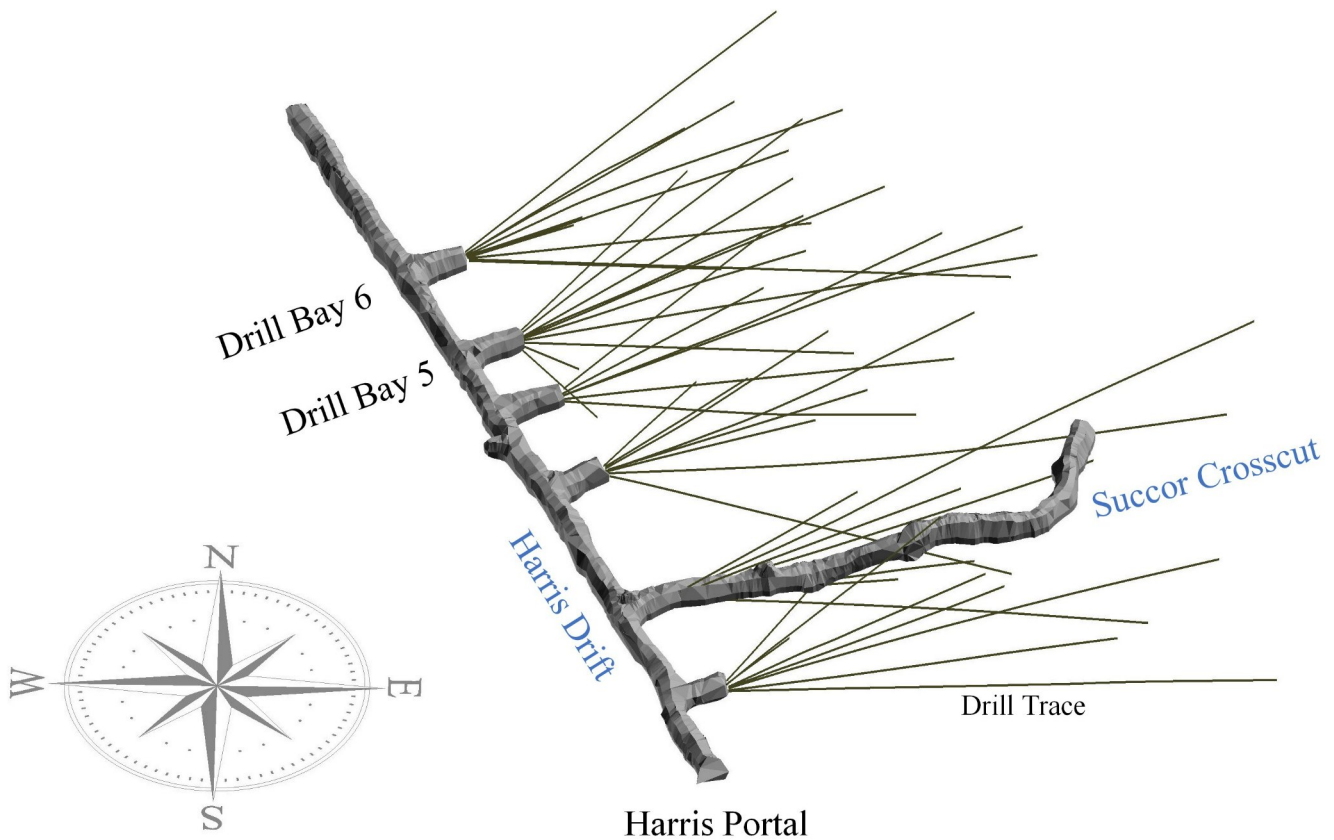 Drill Bay 6
Drill Bay 5
Harris Drift
Succor Crosscut
Drill Trace
Harris Portal
N
W
E
S